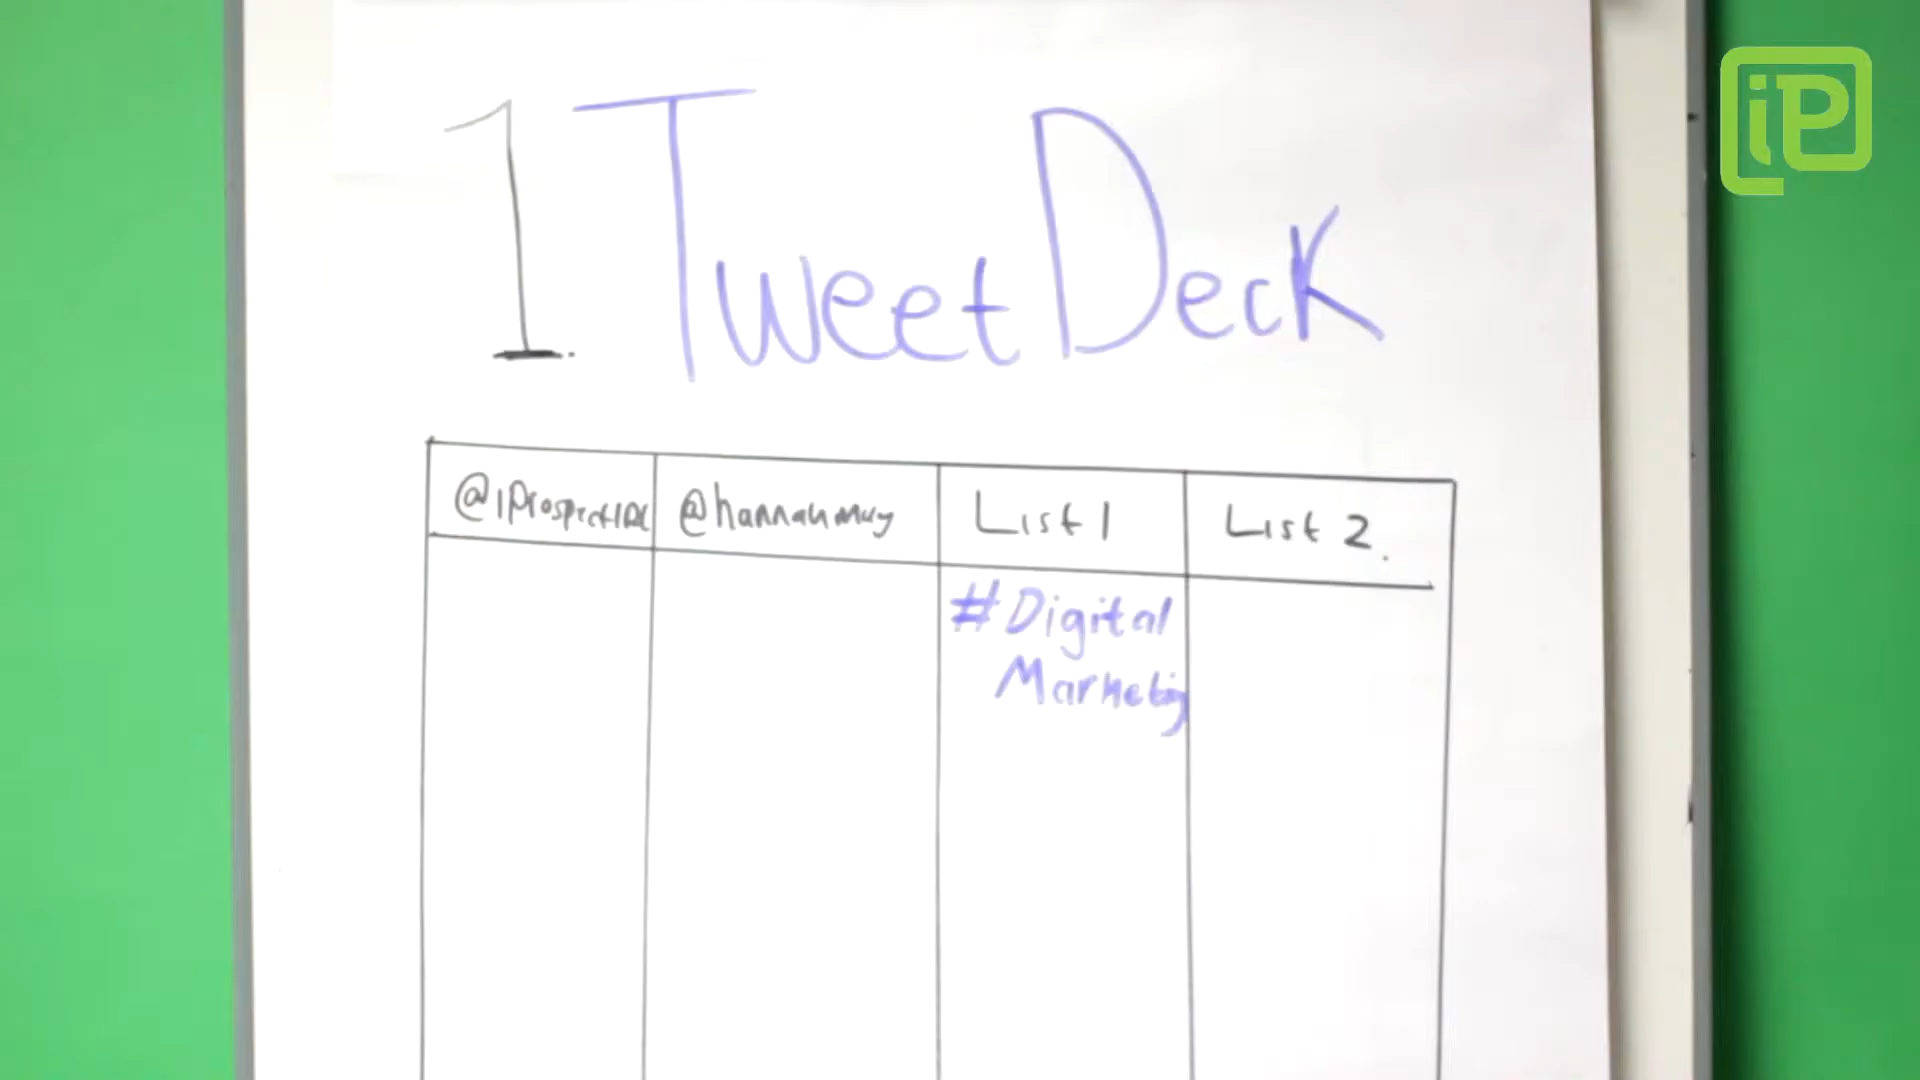 iP
1. TweetDeck
@hannahmuy List 1 List 2.
#Digital
Marketing